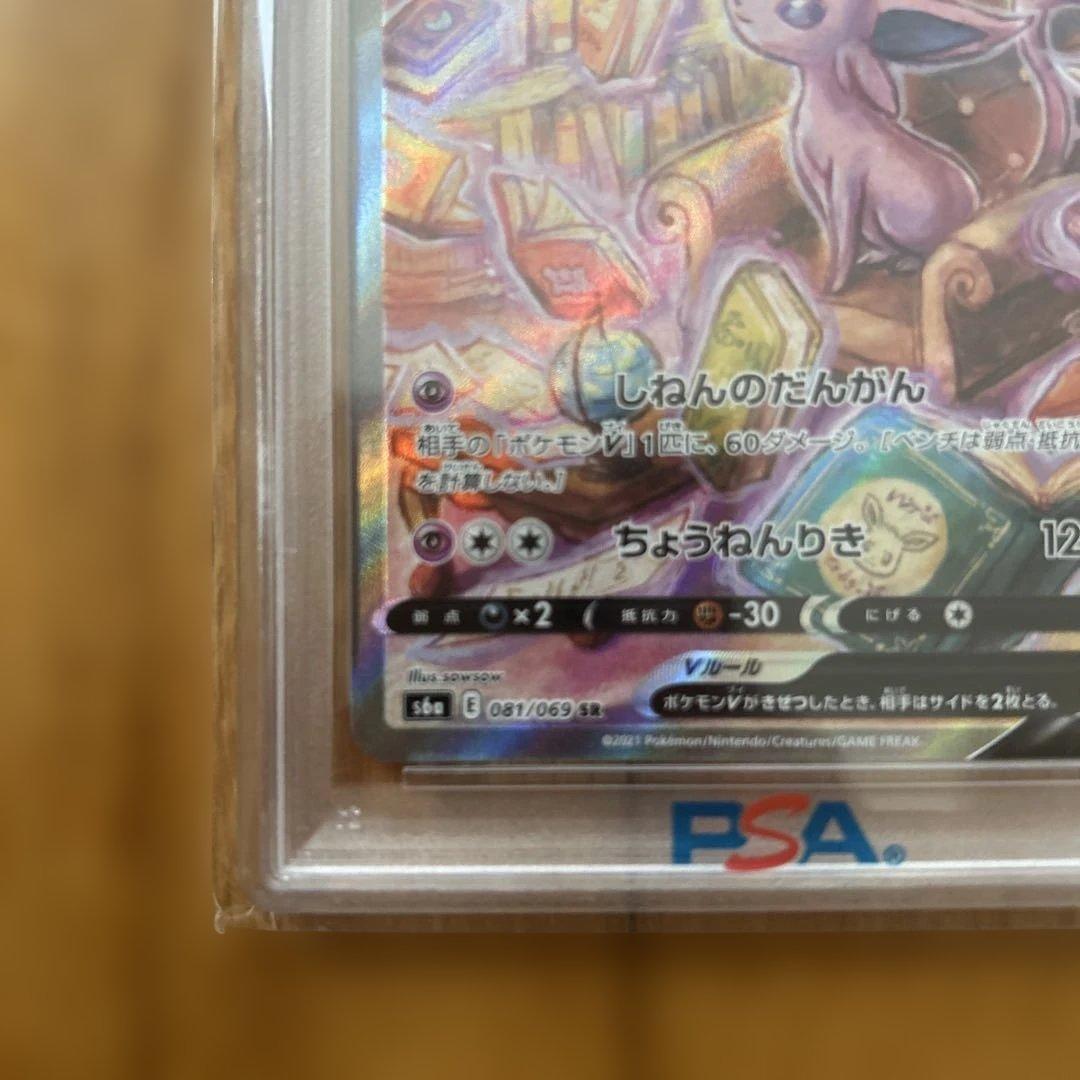 しねんのだんがん
相手の「ポケモンV」1匹に、60ダメージ。[ベンチは弱点・抵抗
を計算しない。]
ちょうねんりき 12
弱点 ×2 抵抗力 -30 にげる
Illus. sowsow
Vルール
s6a E 081/069 SR
ポケモンVがきぜつしたとき、相手はサイドを2枚とる。
©2021 Pokémon/Nintendo/Creatures/GAME FREAK
PSA